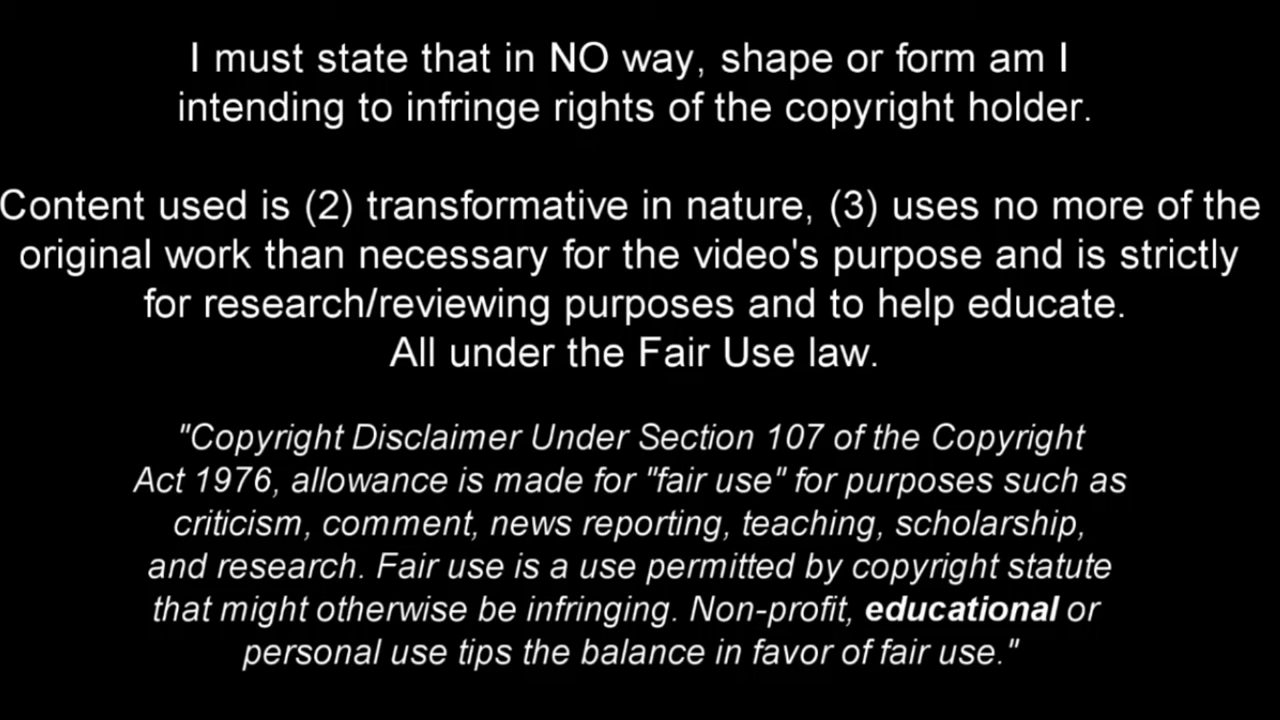 I must state that in NO way, shape or form am I
intending to infringe rights of the copyright holder.
Content used is (2) transformative in nature, (3) uses no more of the
original work than necessary for the video's purpose and is strictly
for research/reviewing purposes and to help educate.
All under the Fair Use law.
"Copyright Disclaimer Under Section 107 of the Copyright
Act 1976, allowance is made for "fair use" for purposes such as
criticism, comment, news reporting, teaching, scholarship,
and research. Fair use is a use permitted by copyright statute
that might otherwise be infringing. Non-profit, educational or
personal use tips the balance in favor of fair use."